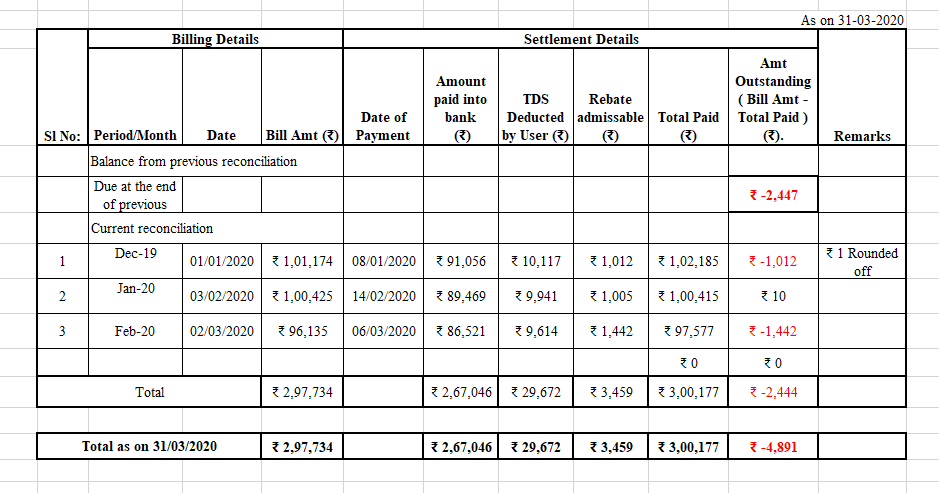 As on 31-03-2020
Billing Details Settlement Details
Sl No: Period/Month Date Bill Amt (₹) Date of Payment Amount paid into bank (₹) TDS Deducted by User (₹) Rebate admissable (₹) Total Paid (₹) Amt Outstanding ( Bill Amt - Total Paid ) (₹). Remarks
Balance from previous reconciliation
Due at the end of previous ₹ -2,447
Current reconciliation
1 Dec-19 01/01/2020 ₹ 1,01,174 08/01/2020 ₹ 91,056 ₹ 10,117 ₹ 1,012 ₹ 1,02,185 ₹ -1,012 ₹ 1 Rounded off
2 Jan-20 03/02/2020 ₹ 1,00,425 14/02/2020 ₹ 89,469 ₹ 9,941 ₹ 1,005 ₹ 1,00,415 ₹ 10
3 Feb-20 02/03/2020 ₹ 96,135 06/03/2020 ₹ 86,521 ₹ 9,614 ₹ 1,442 ₹ 97,577 ₹ -1,442
₹ 0 ₹ 0
Total ₹ 2,97,734 ₹ 2,67,046 ₹ 29,672 ₹ 3,459 ₹ 3,00,177 ₹ -2,444
Total as on 31/03/2020 ₹ 2,97,734 ₹ 2,67,046 ₹ 29,672 ₹ 3,459 ₹ 3,00,177 ₹ -4,891